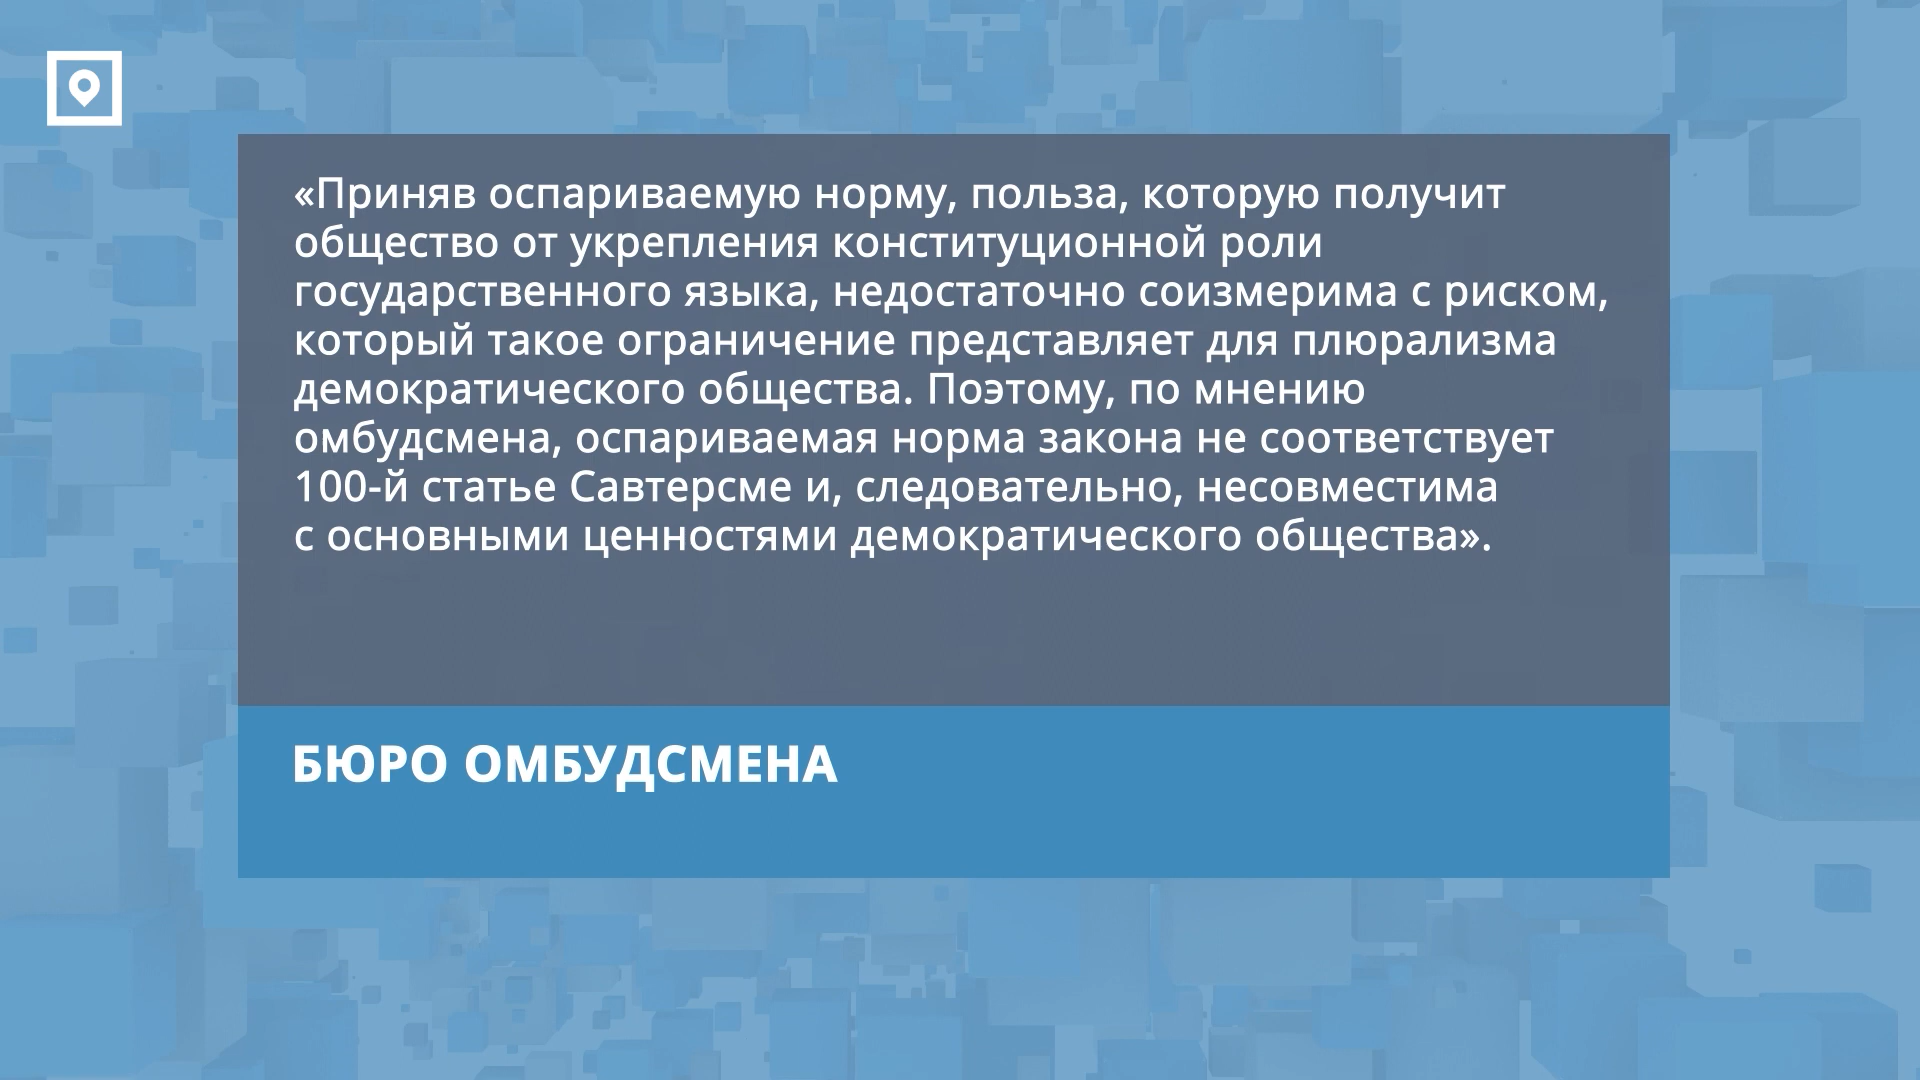 «Приняв оспариваемую норму, польза, которую получит
общество от укрепления конституционной роли
государственного языка, недостаточно соизмерима с риском,
который такое ограничение представляет для плюрализма
демократического общества. Поэтому, по мнению
омбудсмена, оспариваемая норма закона не соответствует
100-й статье Савтерсме и, следовательно, несовместима
с основными ценностями демократического общества».
БЮРО ОМБУДСМЕНА